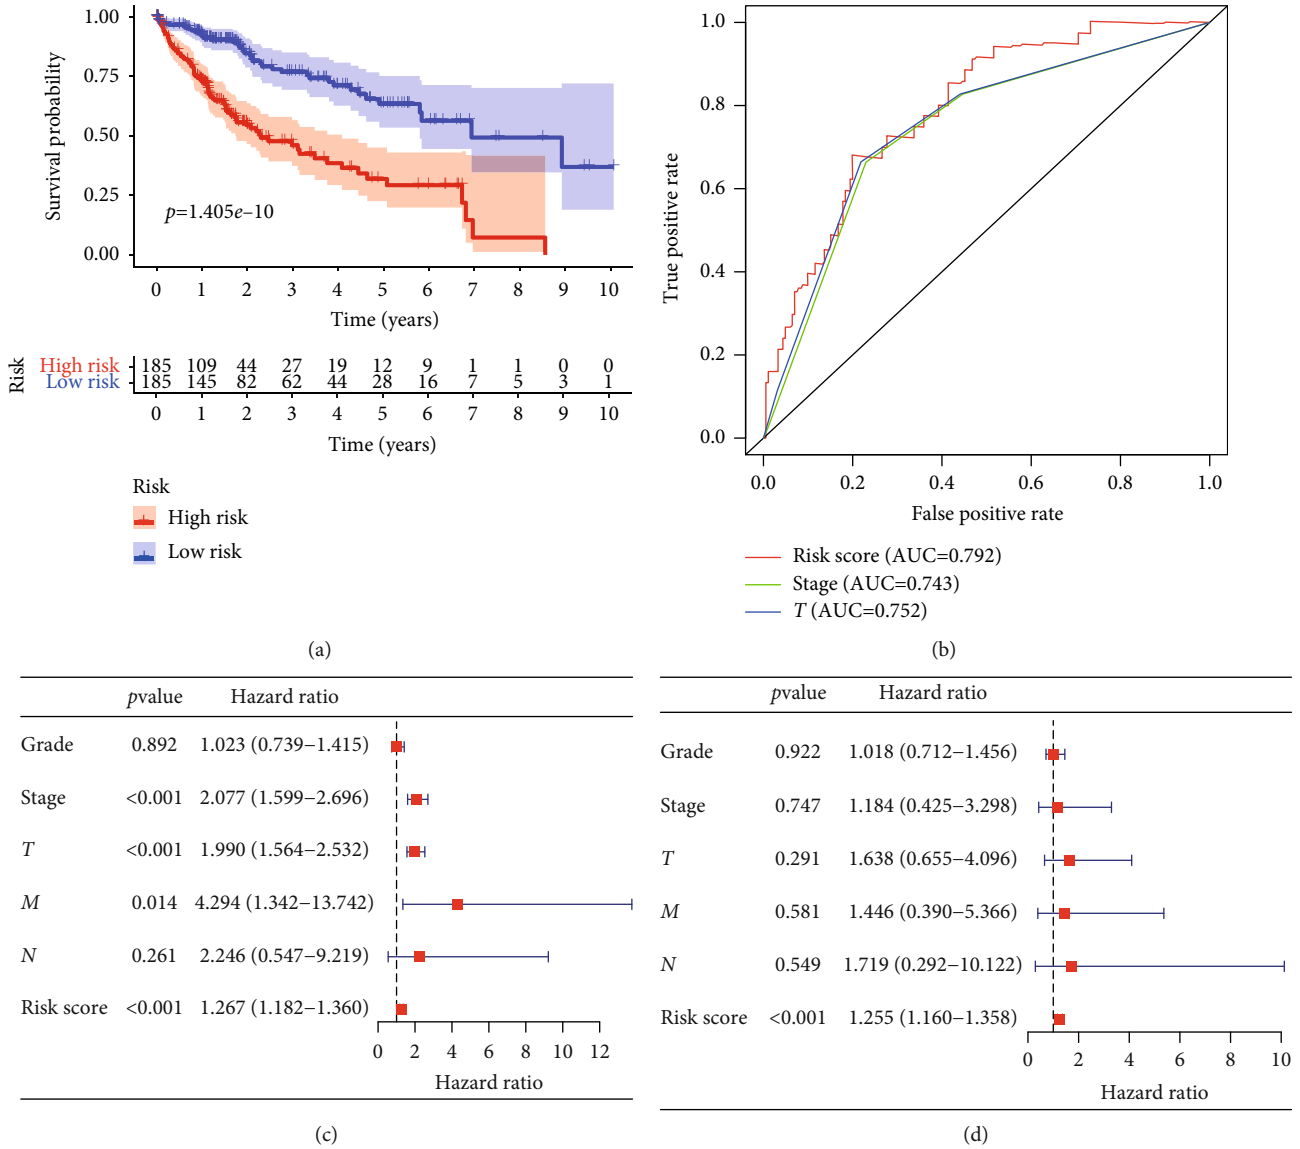 1.00
0.75
0.50
0.25
0.00
Survival probability
p=1.405e−10
0 1 2 3 4 5 6 7 8 9 10
Time (years)
Risk
High risk 185 109 44 27 19 12 9 1 1 0 0
Low risk 185 145 82 62 44 28 16 7 5 3 1
0 1 2 3 4 5 6 7 8 9 10
Time (years)
Risk
High risk
Low risk
(a)
1.0
0.8
0.6
0.4
0.2
0.0
True positive rate
0.0 0.2 0.4 0.6 0.8 1.0
False positive rate
Risk score (AUC=0.792)
Stage (AUC=0.743)
T (AUC=0.752)
(b)
pvalue Hazard ratio
Grade 0.892 1.023 (0.739−1.415)
Stage <0.001 2.077 (1.599−2.696)
T <0.001 1.990 (1.564−2.532)
M 0.014 4.294 (1.342−13.742)
N 0.261 2.246 (0.547−9.219)
Risk score <0.001 1.267 (1.182−1.360)
0 2 4 6 8 10 12
Hazard ratio
(c)
pvalue Hazard ratio
Grade 0.922 1.018 (0.712−1.456)
Stage 0.747 1.184 (0.425−3.298)
T 0.291 1.638 (0.655−4.096)
M 0.581 1.446 (0.390−5.366)
N 0.549 1.719 (0.292−10.122)
Risk score <0.001 1.255 (1.160−1.358)
0 2 4 6 8 10
Hazard ratio
(d)